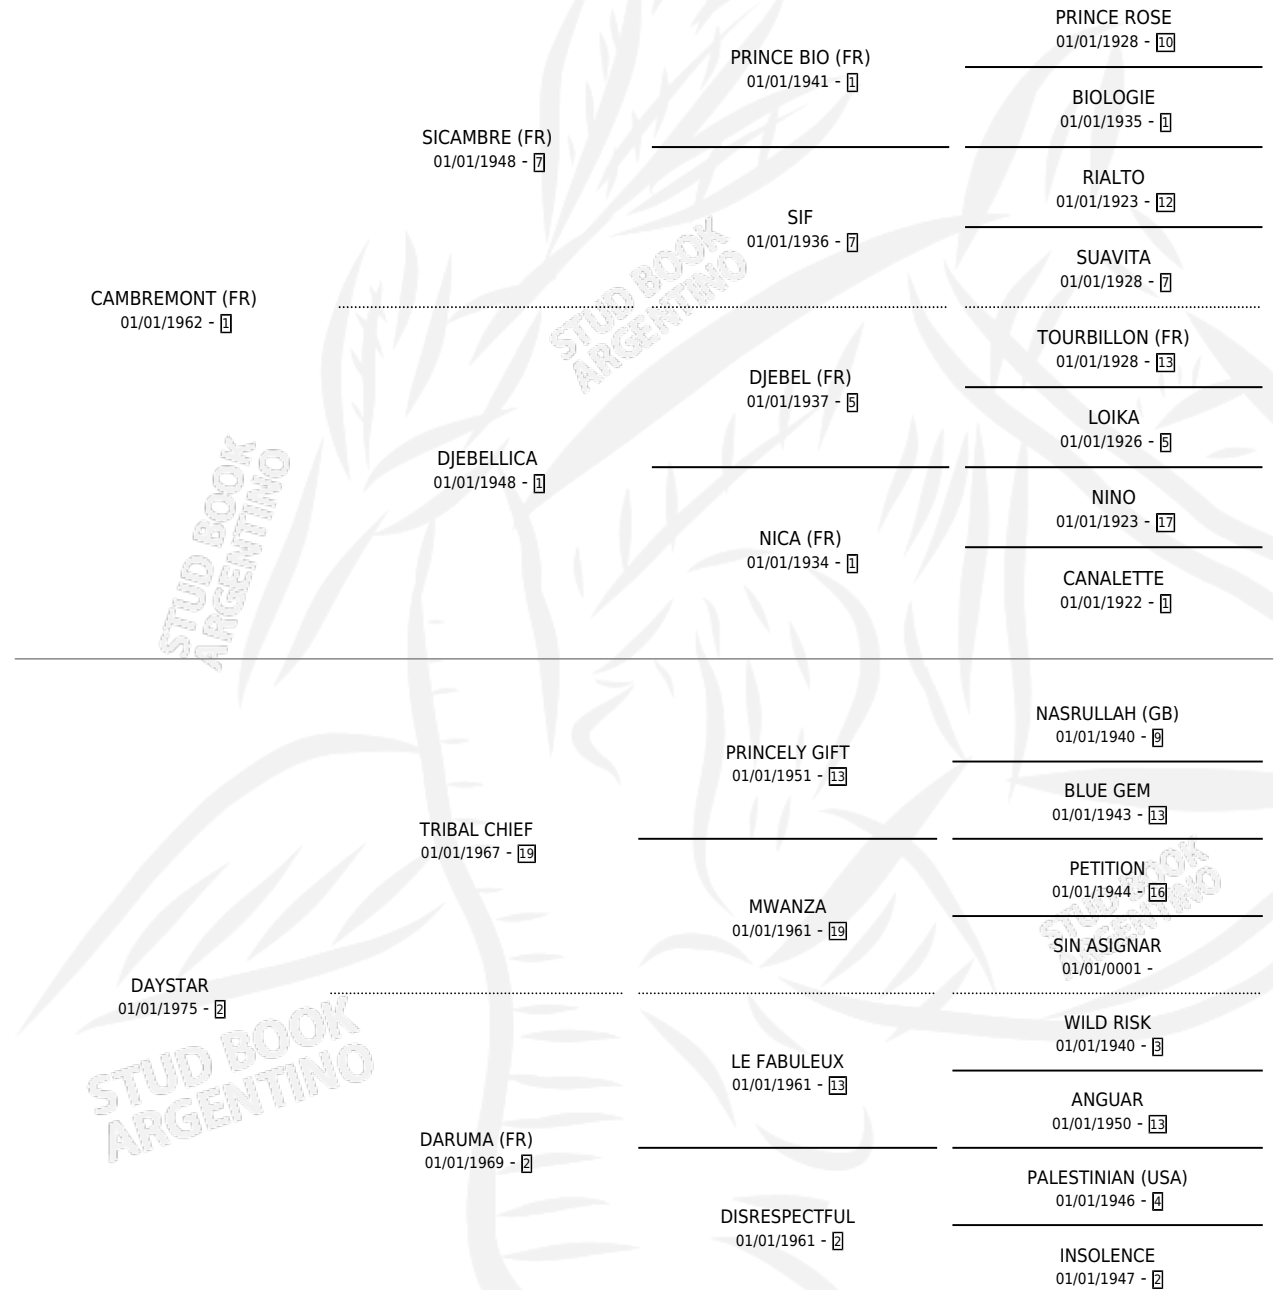 PRINCE ROSE
01/01/1928 - 10
PRINCE BIO (FR)
01/01/1941 - 1
BIOLOGIE
01/01/1935 - 1
SICAMBRE (FR)
01/01/1948 - 7
RIALTO
01/01/1923 - 12
SIF
01/01/1936 - 7
SUAVITA
01/01/1928 - 7
CAMBREMONT (FR)
01/01/1962 - 1
TOURBILLON (FR)
01/01/1928 - 13
DJEBEL (FR)
01/01/1937 - 5
LOIKA
01/01/1926 - 5
DJEBELLICA
01/01/1948 - 1
NINO
01/01/1923 - 17
NICA (FR)
01/01/1934 - 1
CANALETTE
01/01/1922 - 1
NASRULLAH (GB)
01/01/1940 - 9
PRINCELY GIFT
01/01/1951 - 13
BLUE GEM
01/01/1943 - 13
TRIBAL CHIEF
01/01/1967 - 19
PETITION
01/01/1944 - 16
MWANZA
01/01/1961 - 19
SIN ASIGNAR
01/01/0001 -
DAYSTAR
01/01/1975 - 2
WILD RISK
01/01/1940 - 3
LE FABULEUX
01/01/1961 - 13
ANGUAR
01/01/1950 - 13
DARUMA (FR)
01/01/1969 - 2
PALESTINIAN (USA)
01/01/1946 - 4
DISRESPECTFUL
01/01/1961 - 2
INSOLENCE
01/01/1947 - 2
STUD BOOK
ARGENTINO
STUD BOOK
ARGENTINO
STUD BOOK
ARGENTINO
STUD BOOK
ARGENTINO